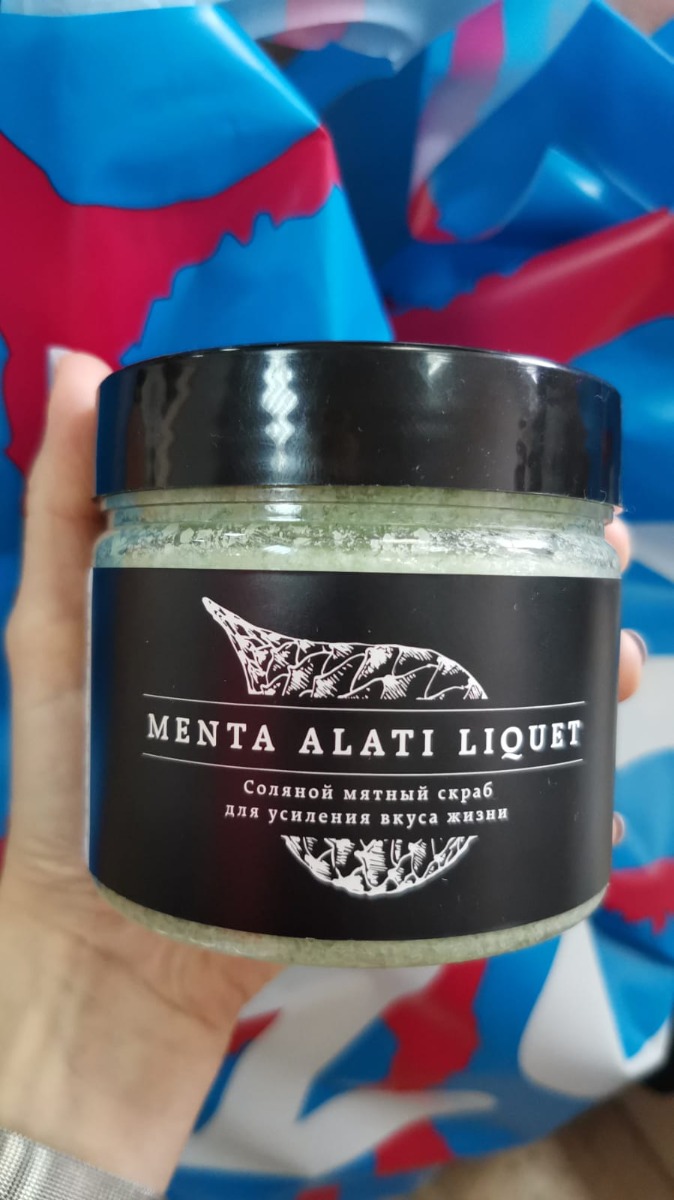 MENTA ALATI LIQUET
Соляной мятный скраб
для усиления вкуса жизни